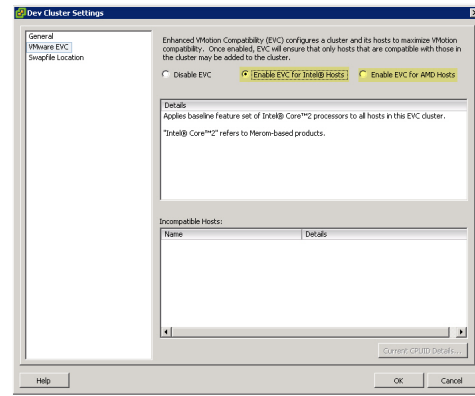 Dev Cluster Settings
General
VMware EVC
Swapfile Location
Enhanced VMotion Compatibility (EVC) configures a cluster and its hosts to maximize VMotion
compatibility. Once enabled, EVC will ensure that only hosts that are compatible with those in
the cluster may be added to the cluster.
Disable EVC Enable EVC for Intel® Hosts Enable EVC for AMD Hosts
Details
Applies baseline feature set of Intel® Core™2 processors to all hosts in this EVC cluster.
"Intel® Core™2" refers to Merom-based products.
Incompatible Hosts:
Name Details
Current CPUID Details...
Help OK Cancel